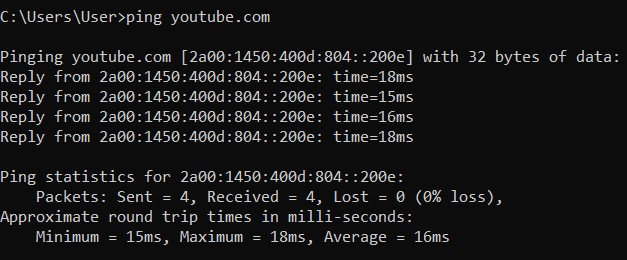 C:\Users\User>ping youtube.com
Pinging youtube.com [2a00:1450:400d:804::200e] with 32 bytes of data:
Reply from 2a00:1450:400d:804::200e: time=18ms
Reply from 2a00:1450:400d:804::200e: time=15ms
Reply from 2a00:1450:400d:804::200e: time=16ms
Reply from 2a00:1450:400d:804::200e: time=18ms
Ping statistics for 2a00:1450:400d:804::200e:
Packets: Sent = 4, Received = 4, Lost = 0 (0% loss),
Approximate round trip times in milli-seconds:
Minimum = 15ms, Maximum = 18ms, Average = 16ms